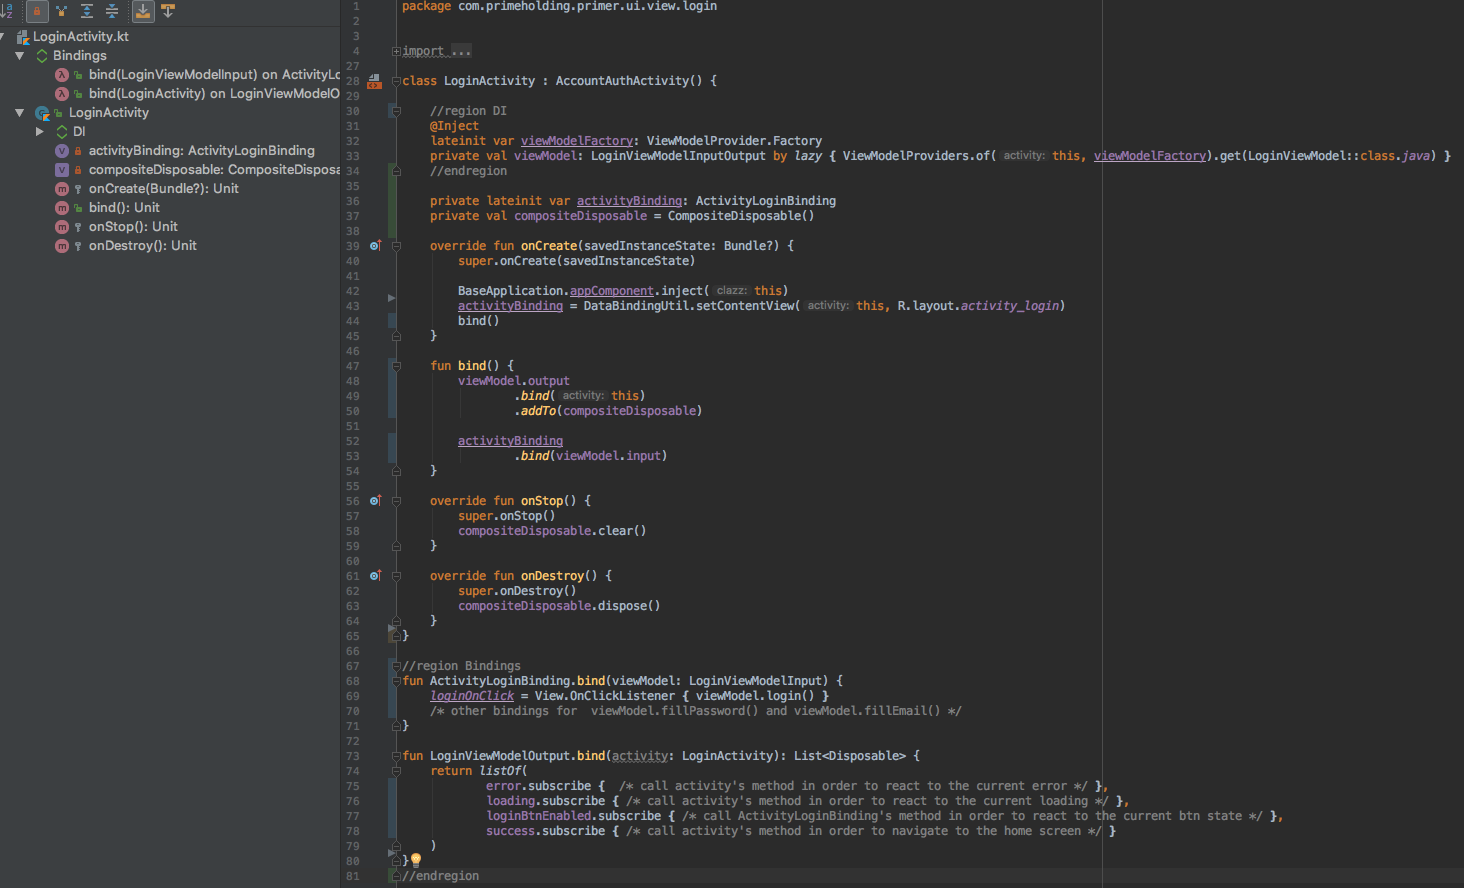 LoginActivity.kt
Bindings
bind(LoginViewModelInput) on ActivityLo
bind(LoginActivity) on LoginViewModelO
LoginActivity
DI
activityBinding: ActivityLoginBinding
compositeDisposable: CompositeDisposa
onCreate(Bundle?): Unit
bind(): Unit
onStop(): Unit
onDestroy(): Unit
1 package com.primeholding.primer.ui.view.login
2
3
4 import ...
27
28 class LoginActivity : AccountAuthActivity() {
29
30 //region DI
31 @Inject
32 lateinit var viewModelFactory: ViewModelProvider.Factory
33 private val viewModel: LoginViewModelInputOutput by lazy { ViewModelProviders.of( activity: this, viewModelFactory).get(LoginViewModel::class.java) }
34 //endregion
35
36 private lateinit var activityBinding: ActivityLoginBinding
37 private val compositeDisposable = CompositeDisposable()
38
39 override fun onCreate(savedInstanceState: Bundle?) {
40 super.onCreate(savedInstanceState)
41
42 BaseApplication.appComponent.inject( clazz: this)
43 activityBinding = DataBindingUtil.setContentView( activity: this, R.layout.activity_login)
44 bind()
45 }
46
47 fun bind() {
48 viewModel.output
49 .bind( activity: this)
50 .addTo(compositeDisposable)
51
52 activityBinding
53 .bind(viewModel.input)
54 }
55
56 override fun onStop() {
57 super.onStop()
58 compositeDisposable.clear()
59 }
60
61 override fun onDestroy() {
62 super.onDestroy()
63 compositeDisposable.dispose()
64 }
65 }
66
67 //region Bindings
68 fun ActivityLoginBinding.bind(viewModel: LoginViewModelInput) {
69 loginOnClick = View.OnClickListener { viewModel.login() }
70 /* other bindings for  viewModel.fillPassword() and viewModel.fillEmail() */
71 }
72
73 fun LoginViewModelOutput.bind(activity: LoginActivity): List<Disposable> {
74 return listOf(
75 error.subscribe {  /* call activity's method in order to react to the current error */ },
76 loading.subscribe { /* call activity's method in order to react to the current loading */ },
77 loginBtnEnabled.subscribe { /* call ActivityLoginBinding's method in order to react to the current btn state */ },
78 success.subscribe { /* call activity's method in order to navigate to the home screen */ }
79 )
80 }
81 //endregion